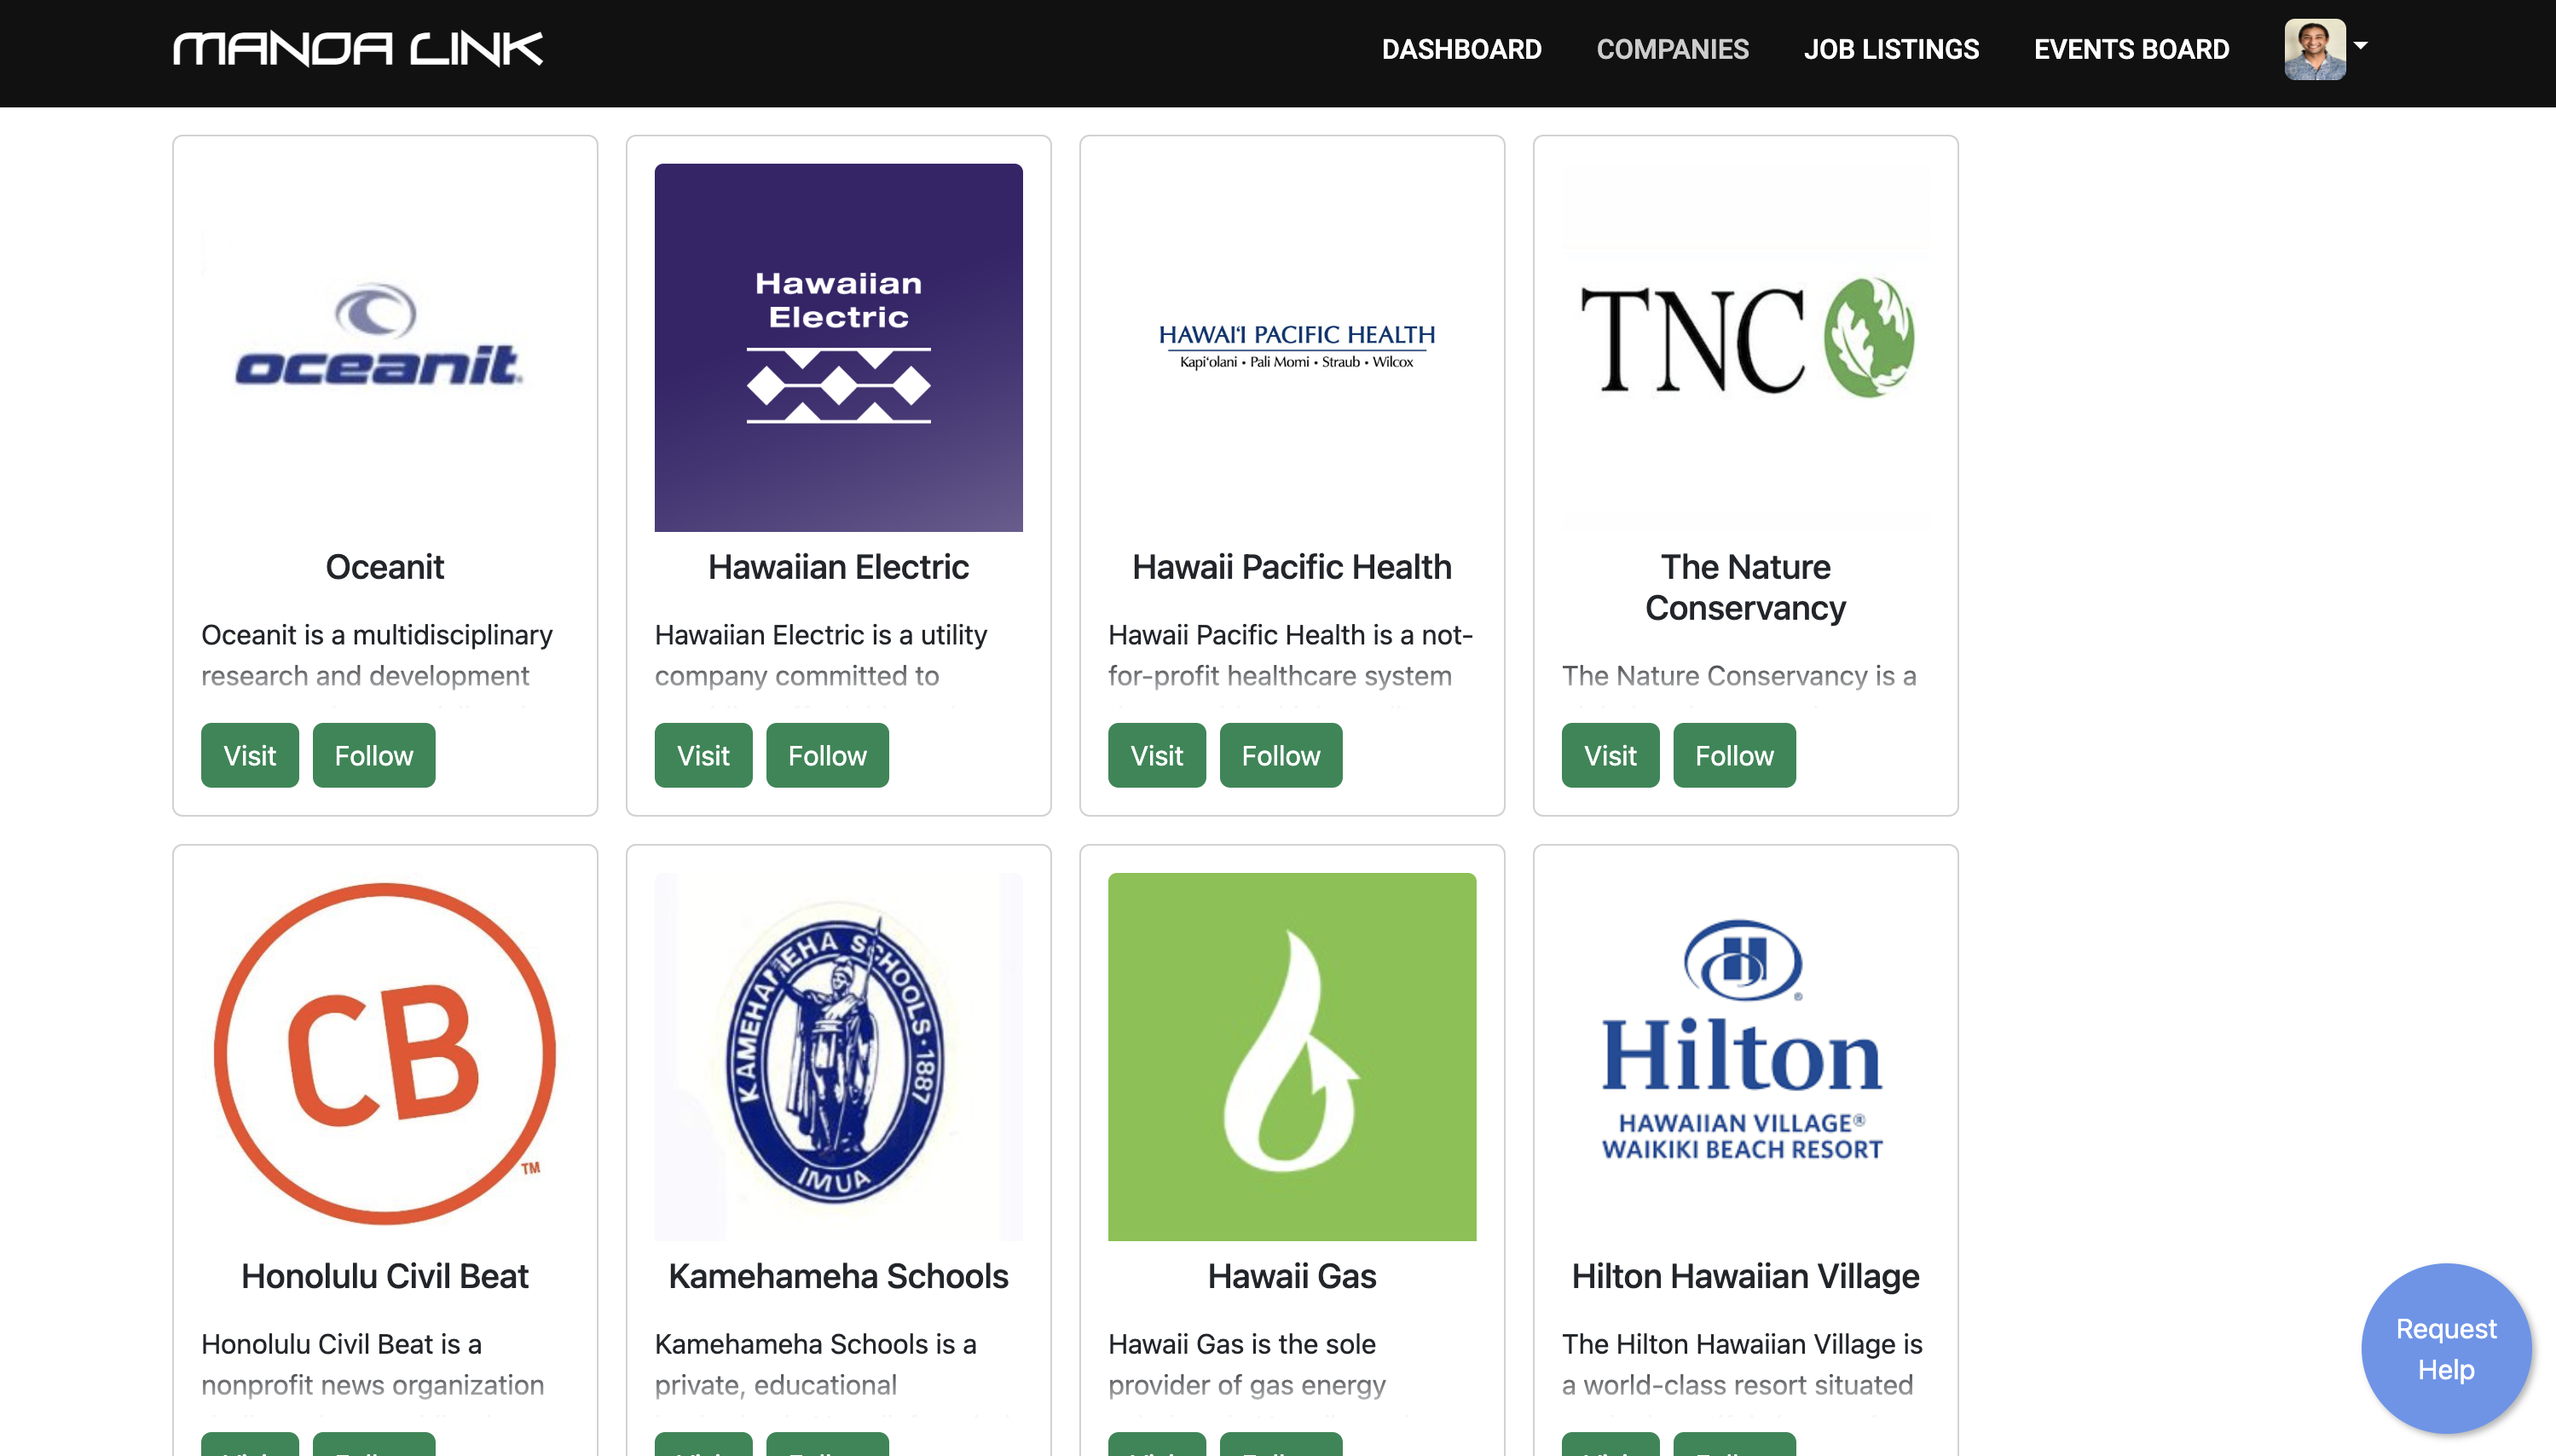 MANOA LINK
DASHBOARD
COMPANIES
JOB LISTINGS
EVENTS BOARD
oceanit®
Oceanit
Oceanit is a multidisciplinary
research and development
Visit
Follow
Hawaiian
Electric
Hawaiian Electric
Hawaiian Electric is a utility
company committed to
Visit
Follow
HAWAI‘I PACIFIC HEALTH
Kapi‘olani • Pali Momi • Straub • Wilcox
Hawaii Pacific Health
Hawaii Pacific Health is a not-
for-profit healthcare system
Visit
Follow
TNC
The Nature
Conservancy
The Nature Conservancy is a
Visit
Follow
CB
TM
Honolulu Civil Beat
Honolulu Civil Beat is a
nonprofit news organization
KAMEHAMEHA SCHOOLS • 1887
IMUA
Kamehameha Schools
Kamehameha Schools is a
private, educational
Hawaii Gas
Hawaii Gas is the sole
provider of gas energy
H®
Hilton
HAWAIIAN VILLAGE®
WAIKIKI BEACH RESORT
Hilton Hawaiian Village
The Hilton Hawaiian Village is
a world-class resort situated
Request
Help